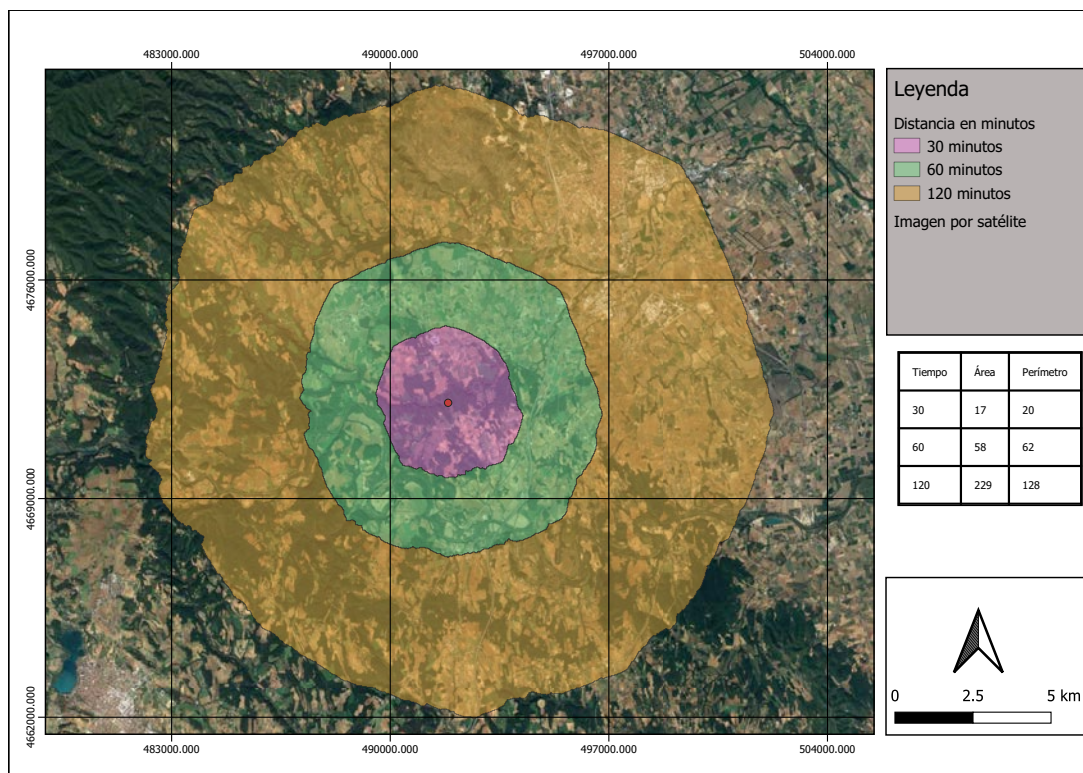 483000.000 490000.000 497000.000 504000.000
4676000.000
4669000.000
4662000.000
483000.000 490000.000 497000.000 504000.000
Leyenda
Distancia en minutos
30 minutos
60 minutos
120 minutos
Imagen por satélite
Tiempo Área Perímetro
30 17 20
60 58 62
120 229 128
0 2.5 5 km